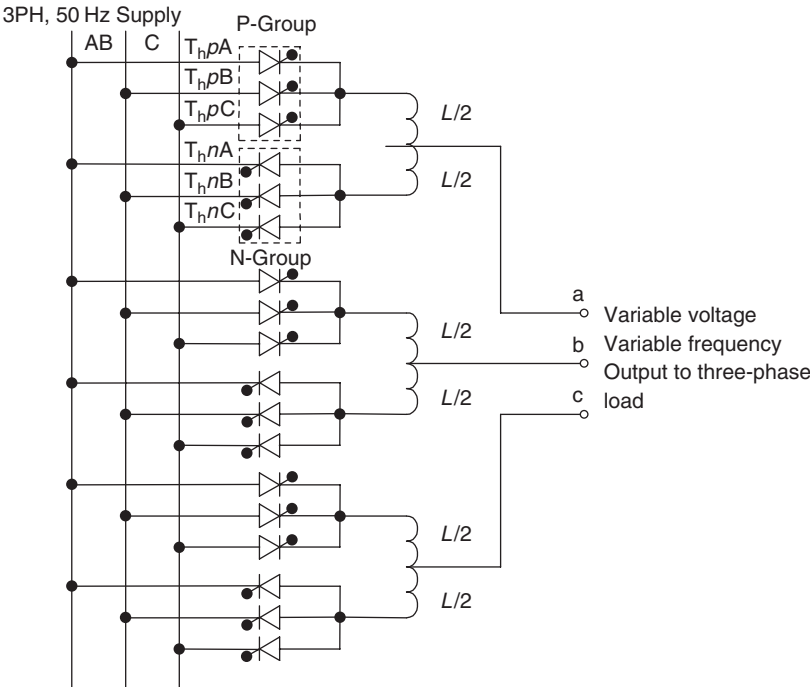 3PH, 50 Hz Supply
P-Group
AB C
ThpA
ThpB
ThpC
L/2
L/2
ThnA
ThnB
ThnC
N-Group
a
Variable voltage
L/2
b Variable frequency
Output to three-phase
L/2
c load
L/2
L/2